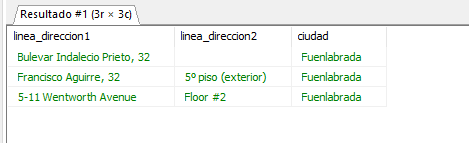 Resultado #1 (3r × 3c)
linea_direccion1 linea_direccion2 ciudad
Bulevar Indalecio Prieto, 32 Fuenlabrada
Francisco Aguirre, 32 5º piso (exterior) Fuenlabrada
5-11 Wentworth Avenue Floor #2 Fuenlabrada